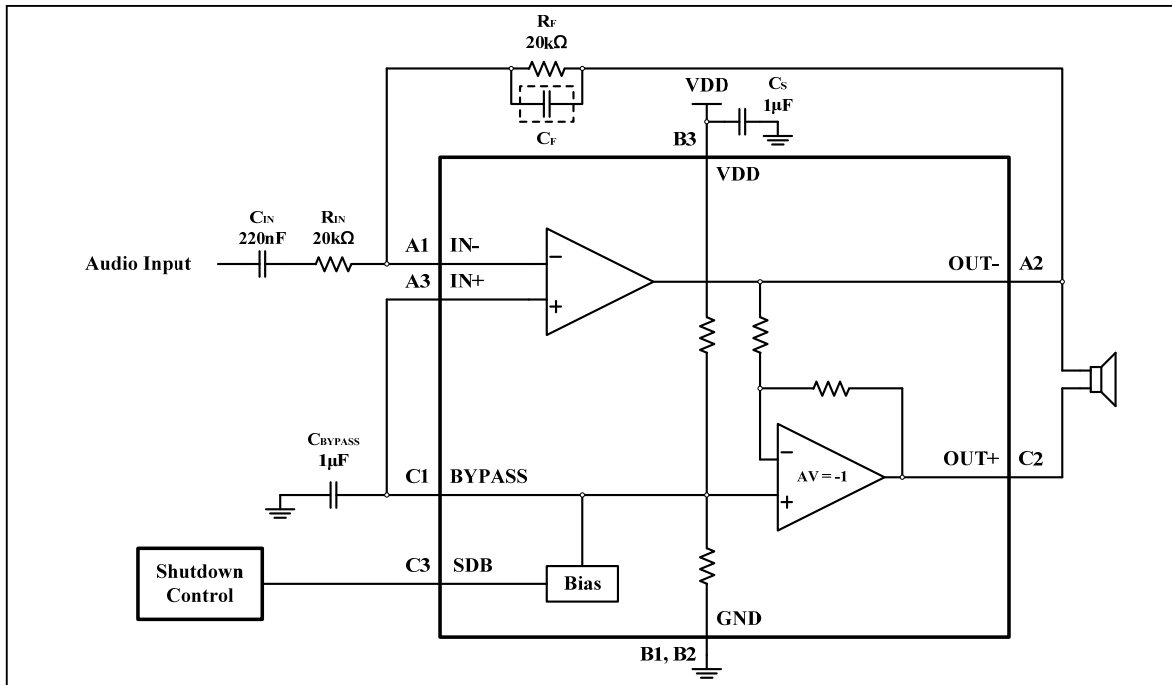 RF
20kΩ
CF
VDD
CS
1μF
B3
VDD
CIN
220nF
RIN
20kΩ
Audio Input
A1
IN-
A3
IN+
OUT-
A2
CBYPASS
1μF
C1
BYPASS
AV = -1
OUT+
C2
C3
SDB
Shutdown
Control
Bias
GND
B1, B2